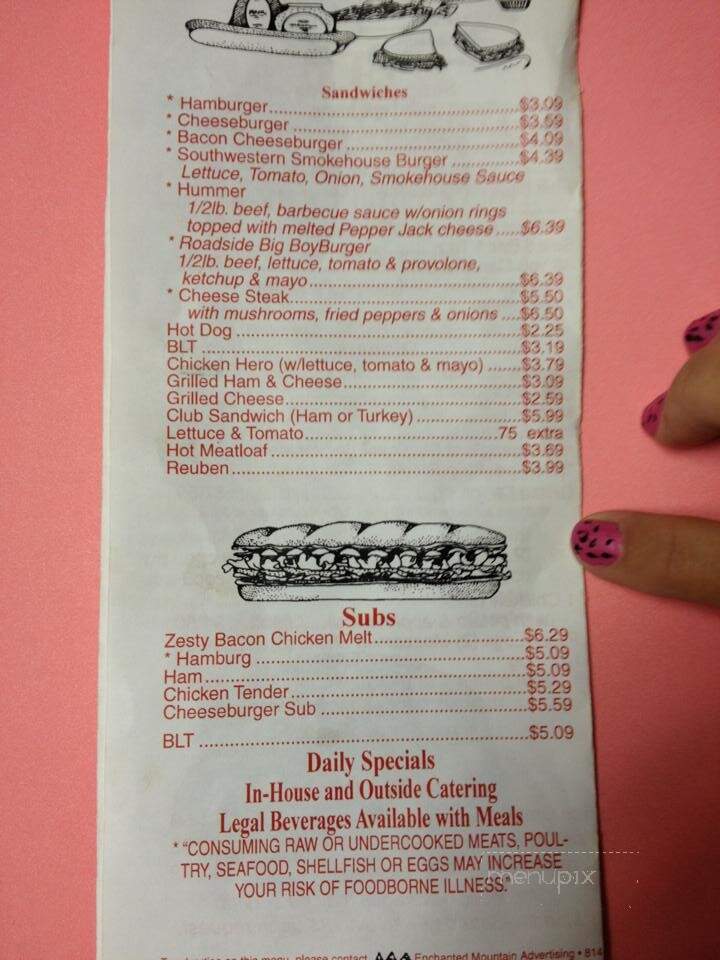 Sandwiches
* Hamburger..............................................$3.09
* Cheeseburger ..........................................$3.59
* Bacon Cheeseburger ................................$4.09
* Southwestern Smokehouse Burger ............$4.39
Lettuce, Tomato, Onion, Smokehouse Sauce
* Hummer
1/2lb. beef, barbecue sauce w/onion rings
topped with melted Pepper Jack cheese .....$6.39
* Roadside Big BoyBurger
1/2lb. beef, lettuce, tomato & provolone,
ketchup & mayo........................................$6.39
* Cheese Steak...........................................$5.50
with mushrooms, fried peppers & onions ....$6.50
Hot Dog .....................................................$2.25
BLT ...........................................................$3.19
Chicken Hero (w/lettuce, tomato & mayo) .......$3.79
Grilled Ham & Cheese.................................$3.09
Grilled Cheese............................................$2.59
Club Sandwich (Ham or Turkey) ...................$5.99
Lettuce & Tomato....................................75 extra
Hot Meatloaf ..............................................$3.69
Reuben......................................................$3.99
Subs
Zesty Bacon Chicken Melt...........................$6.29
* Hamburg ................................................$5.09
Ham..........................................................$5.09
Chicken Tender..........................................$5.29
Cheeseburger Sub .....................................$5.59
BLT ..........................................................$5.09
Daily Specials
In-House and Outside Catering
Legal Beverages Available with Meals
* "CONSUMING RAW OR UNDERCOOKED MEATS, POUL-
TRY, SEAFOOD, SHELLFISH OR EGGS MAY INCREASE
YOUR RISK OF FOODBORNE ILLNESS."
menupix
on this menu, please contact Enchanted Mountain Advertising • 814